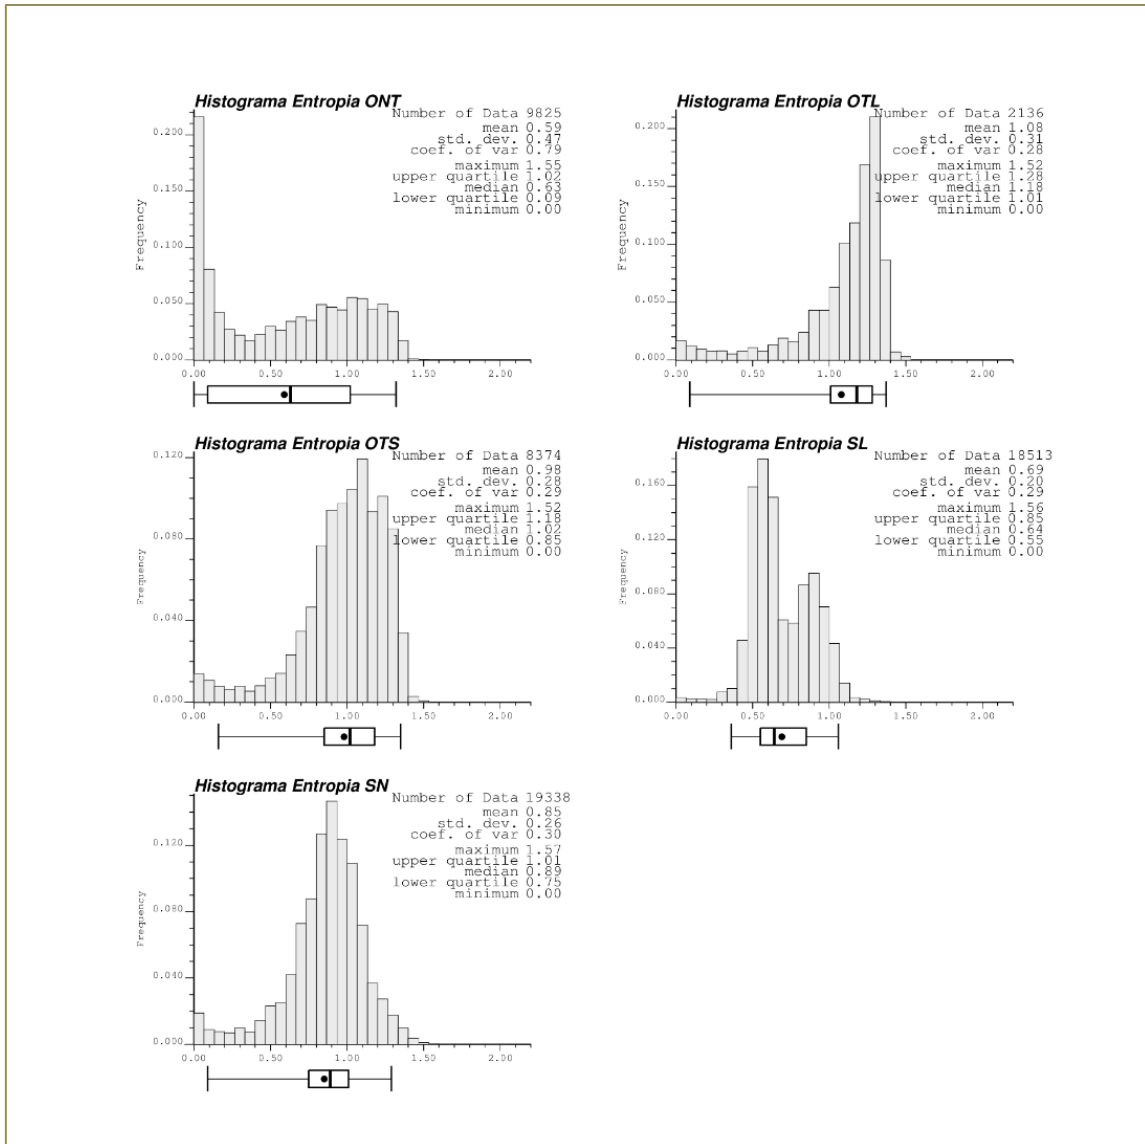 Histograma Entropia ONT
Number of Data 9825
mean 0.59
std. dev. 0.47
coef. of var 0.79
maximum 1.55
upper quartile 1.02
median 0.63
lower quartile 0.09
minimum 0.00
Frequency
0.200
0.150
0.100
0.050
0.000
0.00 0.50 1.00 1.50 2.00
Histograma Entropia OTL
Number of Data 2136
mean 1.08
std. dev. 0.31
coef. of var 0.28
maximum 1.52
upper quartile 1.28
median 1.18
lower quartile 1.01
minimum 0.00
Frequency
0.200
0.150
0.100
0.050
0.000
0.00 0.50 1.00 1.50 2.00
Histograma Entropia OTS
Number of Data 8374
mean 0.98
std. dev. 0.28
coef. of var 0.29
maximum 1.52
upper quartile 1.18
median 1.02
lower quartile 0.85
minimum 0.00
Frequency
0.120
0.080
0.040
0.000
0.00 0.50 1.00 1.50 2.00
Histograma Entropia SL
Number of Data 18513
mean 0.69
std. dev. 0.20
coef. of var 0.29
maximum 1.56
upper quartile 0.85
median 0.64
lower quartile 0.55
minimum 0.00
Frequency
0.160
0.120
0.080
0.040
0.000
0.00 0.50 1.00 1.50 2.00
Histograma Entropia SN
Number of Data 19338
mean 0.85
std. dev. 0.26
coef. of var 0.30
maximum 1.57
upper quartile 1.01
median 0.89
lower quartile 0.75
minimum 0.00
Frequency
0.120
0.080
0.040
0.000
0.00 0.50 1.00 1.50 2.00